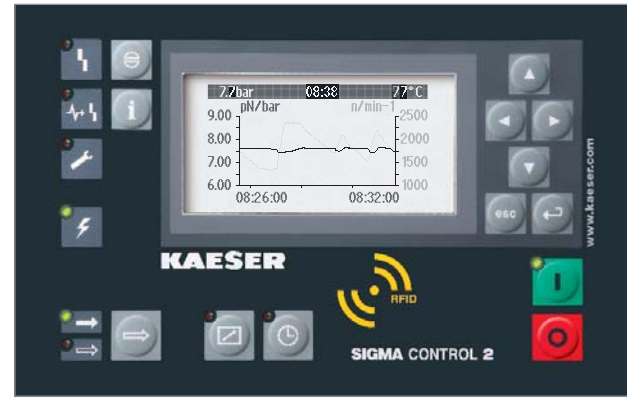 7.7bar 08:38 77°C
pN/bar n/min-1
9.00 2500
8.00 2000
7.00 1500
6.00 1000
08:26:00 08:32:00
i
esc
www.kaeser.com
KAESER
RFID
I
O
SIGMA CONTROL 2